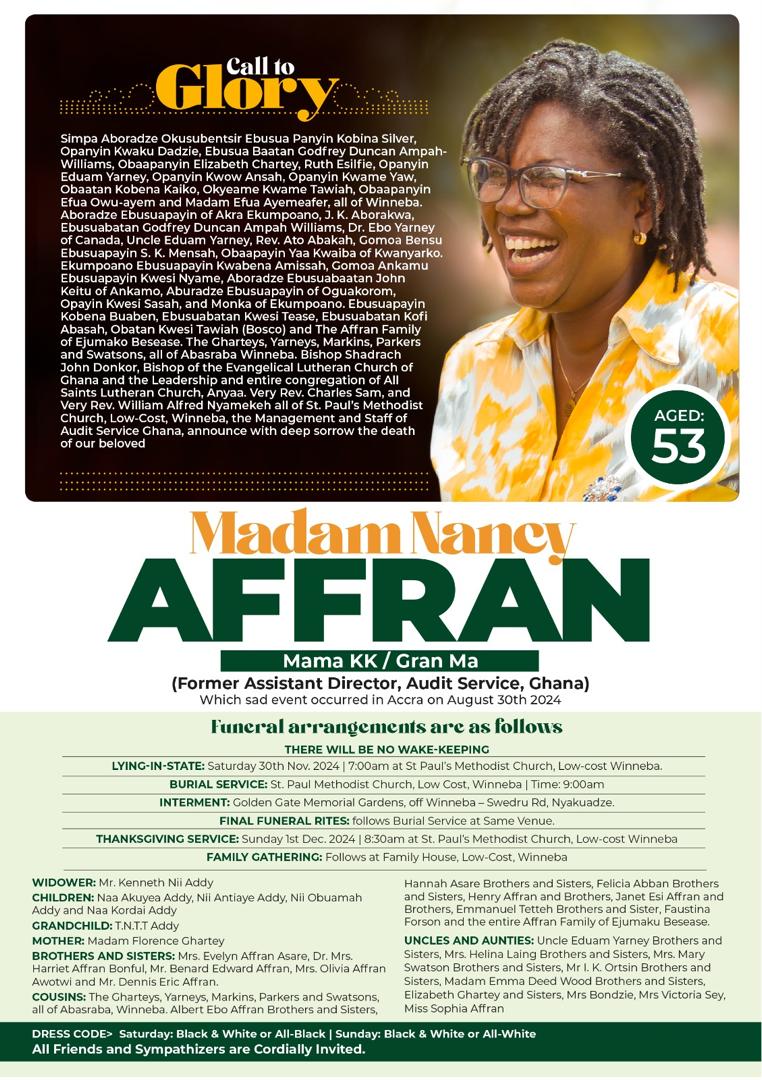 Call to
Glory
Simpa Aboradze Okusubentsir Ebusua Panyin Kobina Silver,
Opanyin Kwaku Dadzie, Ebusua Baatan Godfrey Duncan Ampah-
Williams, Obaapanyin Elizabeth Chartey, Ruth Esilfie, Opanyin
Eduam Yarney, Opanyin Kwow Ansah, Opanyin Kwame Yaw,
Obaatan Kobena Kaiko, Okyeame Kwame Tawiah, Obaapanyin
Efua Owu-ayem and Madam Efua Ayemeafer, all of Winneba.
Aboradze Ebusuapayin of Akra Ekumpoano, J. K. Aborakwa,
Ebusuabatan Godfrey Duncan Ampah Williams, Dr. Ebo Yarney
of Canada, Uncle Eduam Yarney, Rev. Ato Abakah, Gomoa Bensu
Ebusuapayin S. K. Mensah, Obaapayin Yaa Kwaiba of Kwanyarko.
Ekumpoano Ebusuapayin Kwabena Amissah, Gomoa Ankamu
Ebusuapayin Kwesi Nyame, Aboradze Ebusuabaatan John
Keitu of Ankamo, Aburadze Ebusuapayin of Oguakorom,
Opayin Kwesi Sasah, and Monka of Ekumpoano. Ebusuapayin
Kobena Buaben, Ebusuabatan Kwesi Tease, Ebusuabatan Kofi
Abasah, Obatan Kwesi Tawiah (Bosco) and The Affran Family
of Ejumako Besease. The Gharteys, Yarneys, Markins, Parkers
and Swatsons, all of Abasraba Winneba. Bishop Shadrach
John Donkor, Bishop of the Evangelical Lutheran Church of
Ghana and the Leadership and entire congregation of All
Saints Lutheran Church, Anyaa. Very Rev. Charles Sam, and
Very Rev. William Alfred Nyamekeh all of St. Paul's Methodist
Church, Low-Cost, Winneba, the Management and Staff of
Audit Service Ghana, announce with deep sorrow the death
of our beloved
AGED:
53
Madam Nancy
AFFRAN
Mama KK / Gran Ma
(Former Assistant Director, Audit Service, Ghana)
Which sad event occurred in Accra on August 30th 2024
Funeral arrangements are as follows
THERE WILL BE NO WAKE-KEEPING
LYING-IN-STATE: Saturday 30th Nov. 2024 | 7:00am at St Paul's Methodist Church, Low-cost Winneba.
BURIAL SERVICE: St. Paul Methodist Church, Low Cost, Winneba | Time: 9:00am
INTERMENT: Golden Gate Memorial Gardens, off Winneba – Swedru Rd, Nyakuadze.
FINAL FUNERAL RITES: follows Burial Service at Same Venue.
THANKSGIVING SERVICE: Sunday 1st Dec. 2024 | 8:30am at St. Paul's Methodist Church, Low-cost Winneba
FAMILY GATHERING: Follows at Family House, Low-Cost, Winneba
WIDOWER: Mr. Kenneth Nii Addy
CHILDREN: Naa Akuyea Addy, Nii Antiaye Addy, Nii Obuamah
Addy and Naa Kordai Addy
GRANDCHILD: T.N.T.T Addy
MOTHER: Madam Florence Ghartey
BROTHERS AND SISTERS: Mrs. Evelyn Affran Asare, Dr. Mrs.
Harriet Affran Bonful, Mr. Benard Edward Affran, Mrs. Olivia Affran
Awotwi and Mr. Dennis Eric Affran.
COUSINS: The Gharteys, Yarneys, Markins, Parkers and Swatsons,
all of Abasraba, Winneba. Albert Ebo Affran Brothers and Sisters,
Hannah Asare Brothers and Sisters, Felicia Abban Brothers
and Sisters, Henry Affran and Brothers, Janet Esi Affran and
Brothers, Emmanuel Tetteh Brothers and Sister, Faustina
Forson and the entire Affran Family of Ejumaku Besease.
UNCLES AND AUNTIES: Uncle Eduam Yarney Brothers and
Sisters, Mrs. Helina Laing Brothers and Sisters, Mrs. Mary
Swatson Brothers and Sisters, Mr I. K. Ortsin Brothers and
Sisters, Madam Emma Deed Wood Brothers and Sisters,
Elizabeth Ghartey and Sisters, Mrs Bondzie, Mrs Victoria Sey,
Miss Sophia Affran
DRESS CODE> Saturday: Black & White or All-Black | Sunday: Black & White or All-White
All Friends and Sympathizers are Cordially Invited.